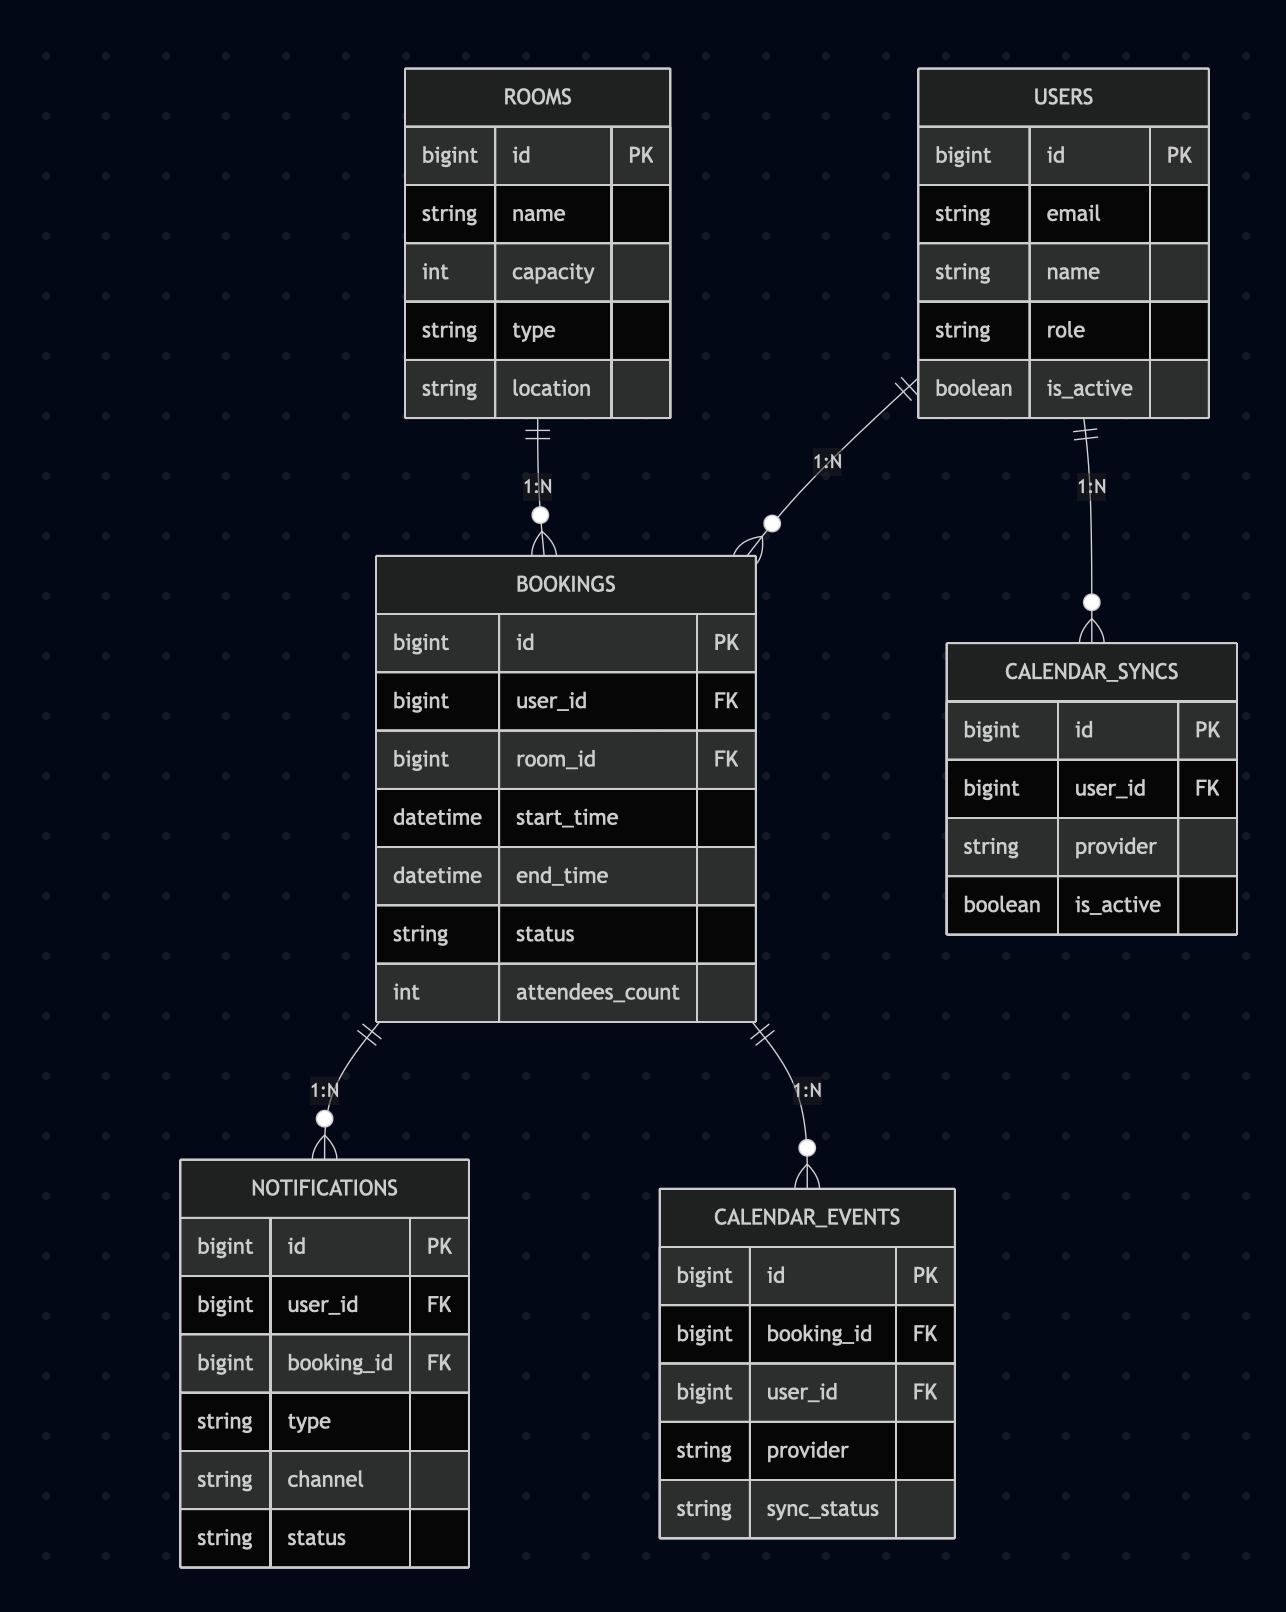 ROOMS
bigint id PK
string name
int capacity
string type
string location
USERS
bigint id PK
string email
string name
string role
boolean is_active
1:N
1:N
1:N
BOOKINGS
bigint id PK
bigint user_id FK
bigint room_id FK
datetime start_time
datetime end_time
string status
int attendees_count
CALENDAR_SYNCS
bigint id PK
bigint user_id FK
string provider
boolean is_active
1:N
1:N
NOTIFICATIONS
bigint id PK
bigint user_id FK
bigint booking_id FK
string type
string channel
string status
CALENDAR_EVENTS
bigint id PK
bigint booking_id FK
bigint user_id FK
string provider
string sync_status